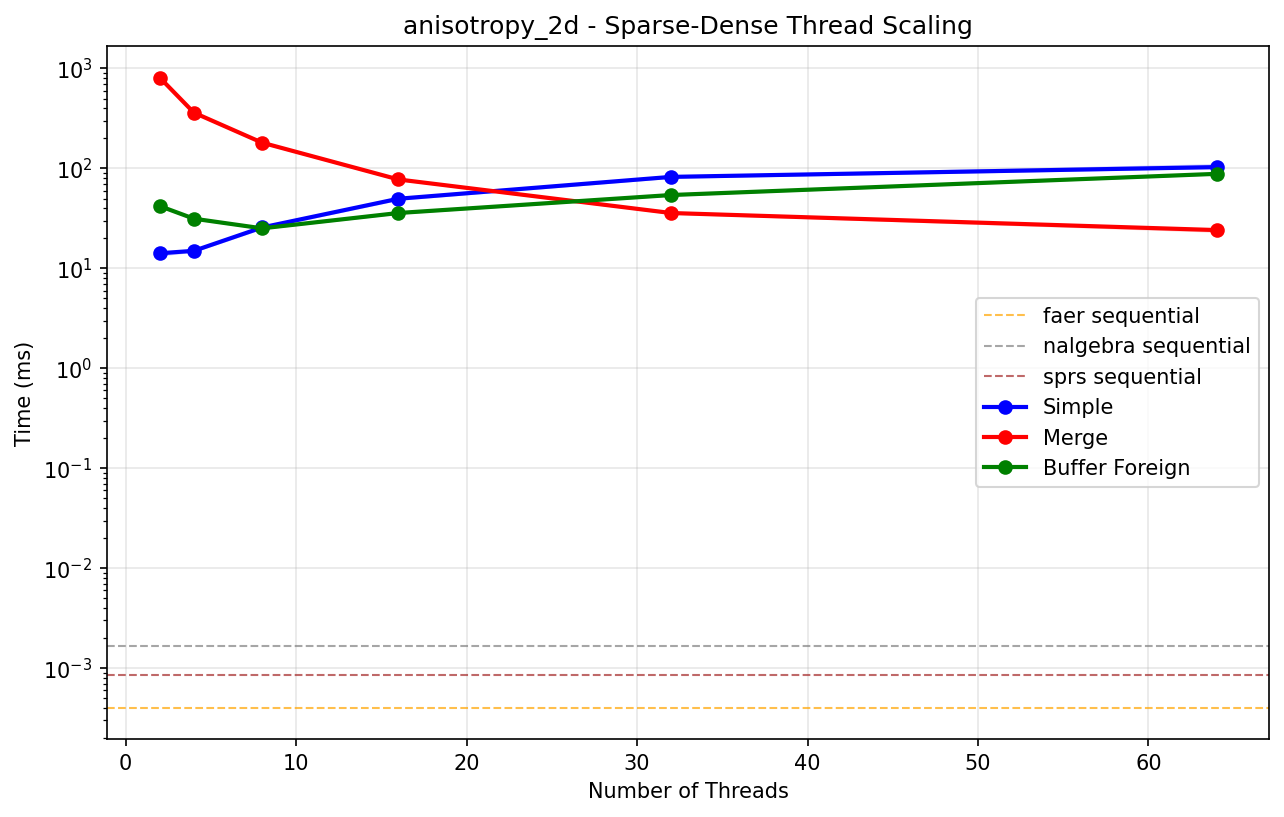 anisotropy_2d - Sparse-Dense Thread Scaling
10³
10²
10¹
10⁰
10⁻¹
10⁻²
10⁻³
Time (ms)
faer sequential
nalgebra sequential
sprs sequential
Simple
Merge
Buffer Foreign
0 10 20 30 40 50 60
Number of Threads